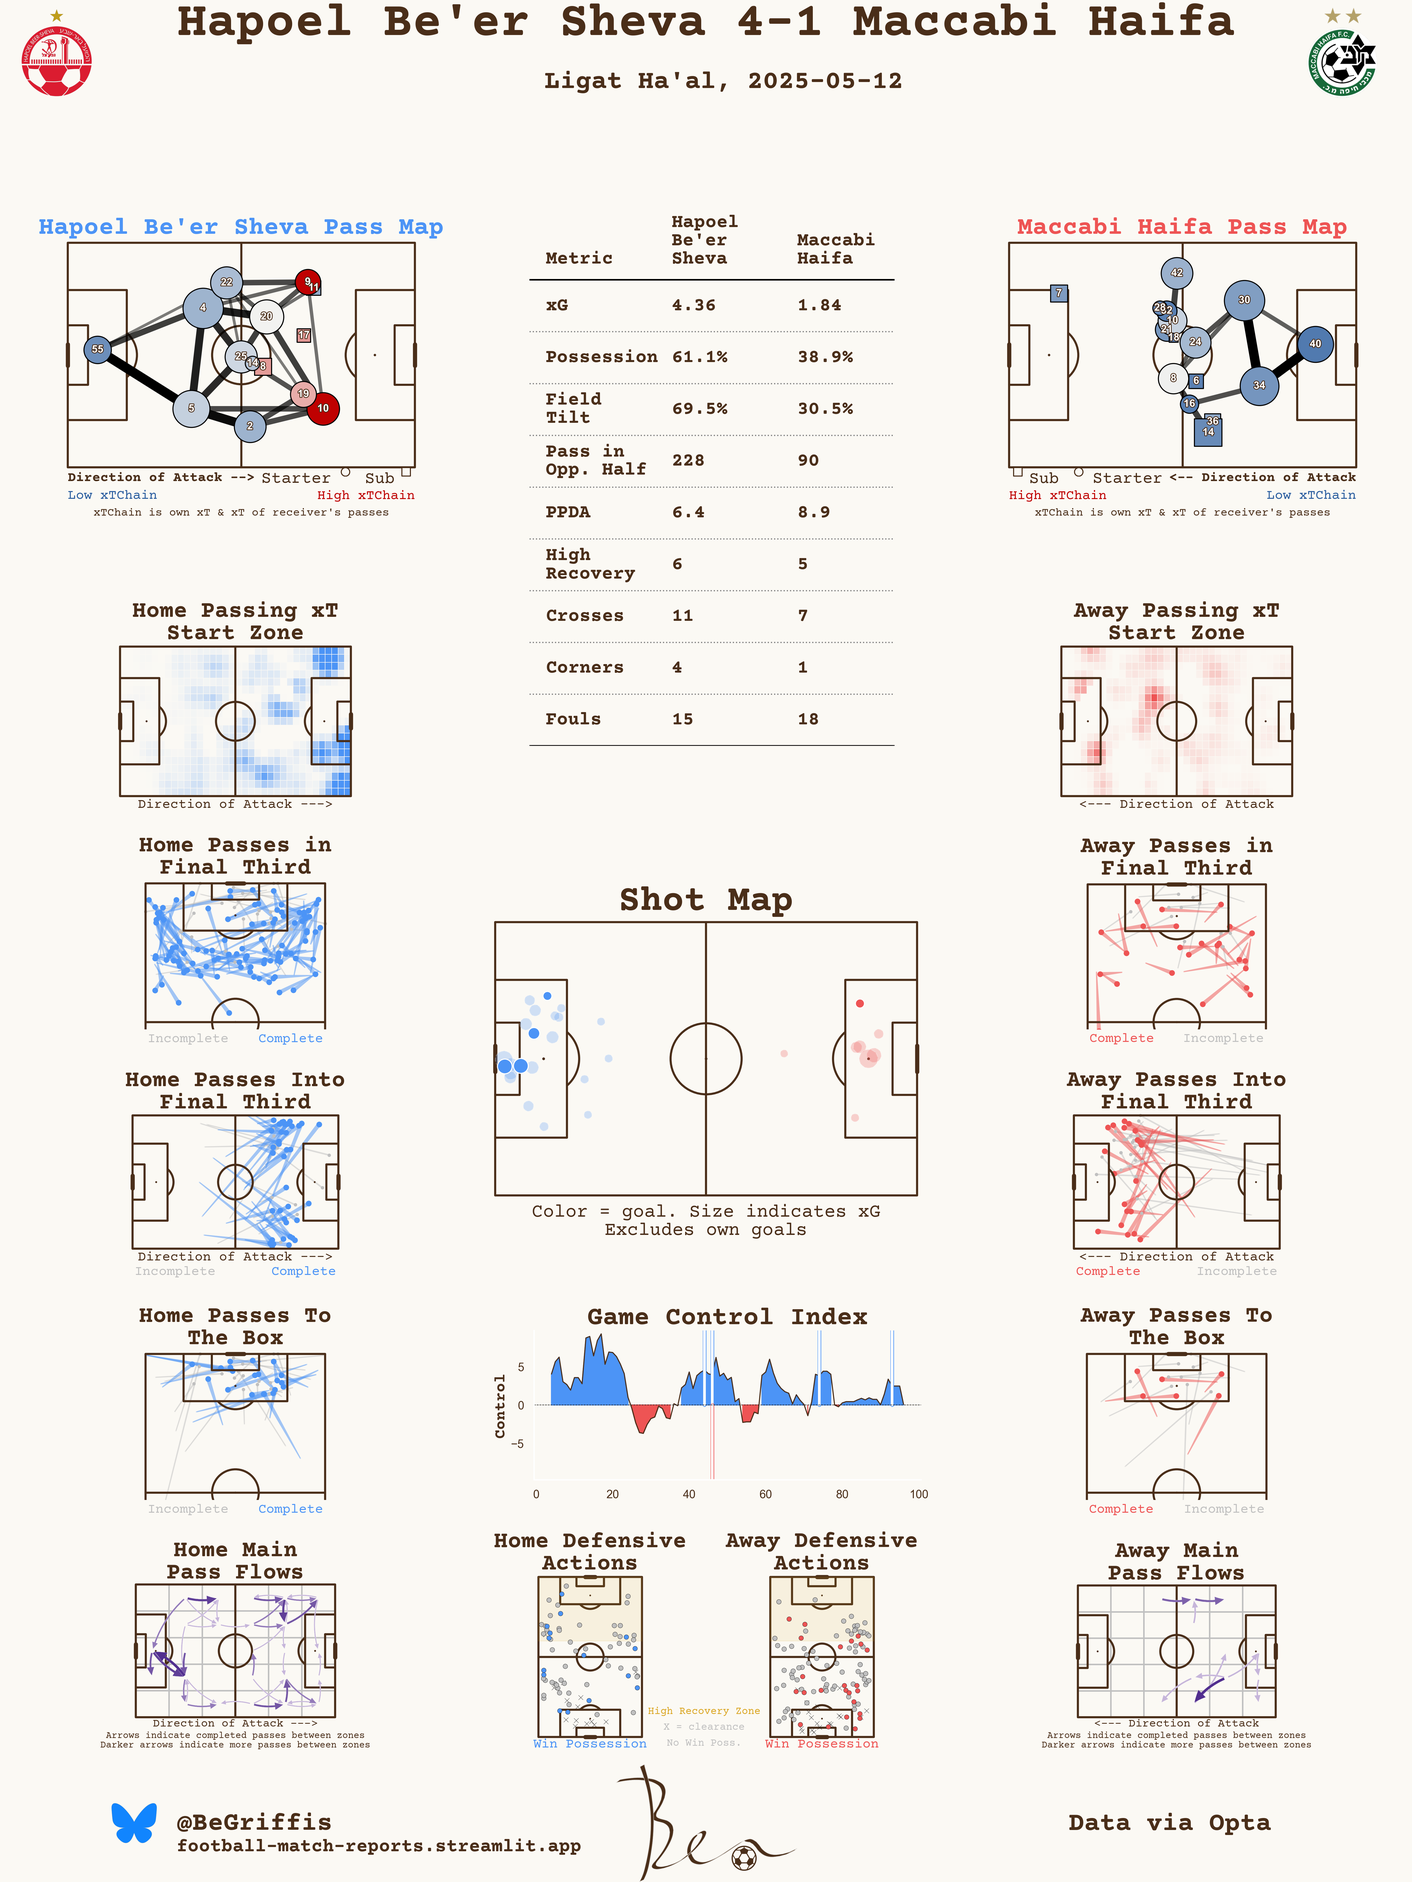 Hapoel Be'er Sheva 4-1 Maccabi Haifa
Ligat Ha'al, 2025-05-12
HAPOEL BEER-SHEVA
MACCABI HAIFA F.C.
מכבי חיפה מ.כ.
Hapoel Be'er Sheva Pass Map
22
9
11
4
20
17
55
25
14
8
19
5
10
2
Direction of Attack --> Starter Sub
Low xTChain High xTChain
xTChain is own xT & xT of receiver's passes
Metric Hapoel Be'er Sheva Maccabi Haifa
xG 4.36 1.84
Possession 61.1% 38.9%
Field Tilt 69.5% 30.5%
Pass in Opp. Half 228 90
PPDA 6.4 8.9
High Recovery 6 5
Crosses 11 7
Corners 4 1
Fouls 15 18
Maccabi Haifa Pass Map
42
7
30
28
10
21
18
24
40
8
6
34
16
36
14
Sub Starter <-- Direction of Attack
High xTChain Low xTChain
xTChain is own xT & xT of receiver's passes
Home Passing xT
Start Zone
Direction of Attack --->
Away Passing xT
Start Zone
<--- Direction of Attack
Home Passes in
Final Third
Incomplete Complete
Away Passes in
Final Third
Complete Incomplete
Shot Map
Color = goal. Size indicates xG
Excludes own goals
Home Passes Into
Final Third
Direction of Attack --->
Incomplete Complete
Away Passes Into
Final Third
<--- Direction of Attack
Complete Incomplete
Home Passes To
The Box
Incomplete Complete
Game Control Index
Control
5
0
−5
0 20 40 60 80 100
Away Passes To
The Box
Complete Incomplete
Home Main
Pass Flows
Direction of Attack --->
Arrows indicate completed passes between zones
Darker arrows indicate more passes between zones
Home Defensive
Actions
Win Possession
Away Defensive
Actions
Win Possession
High Recovery Zone
X = clearance
No Win Poss.
Away Main
Pass Flows
<--- Direction of Attack
Arrows indicate completed passes between zones
Darker arrows indicate more passes between zones
@BeGriffis
football-match-reports.streamlit.app
Ben
Data via Opta